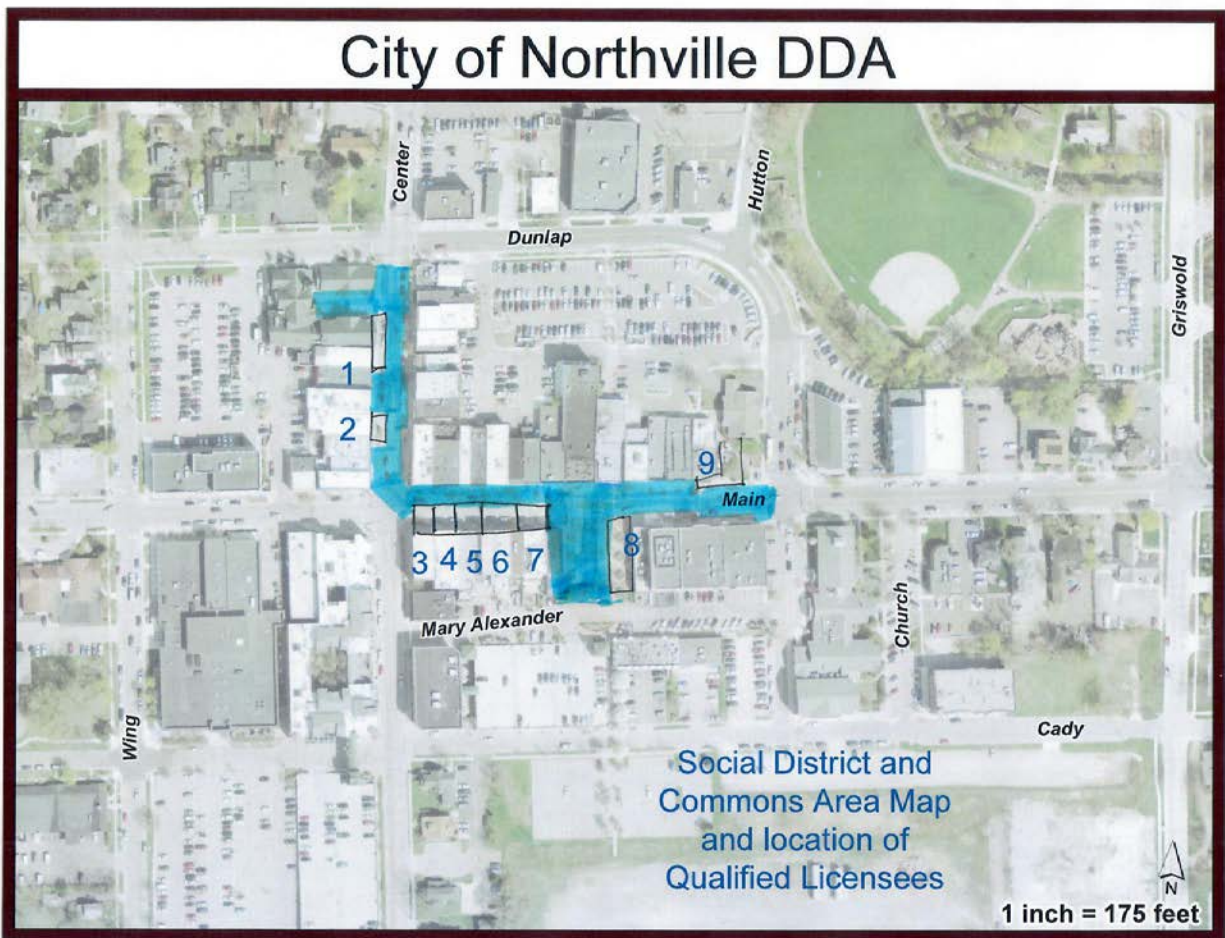 City of Northville DDA
Center
Hutton
Dunlap
Griswold
1
2
9
Main
3 4 5 6 7 8
Mary Alexander
Church
Wing
Cady
Social District and
Commons Area Map
and location of
Qualified Licensees
N
1 inch = 175 feet